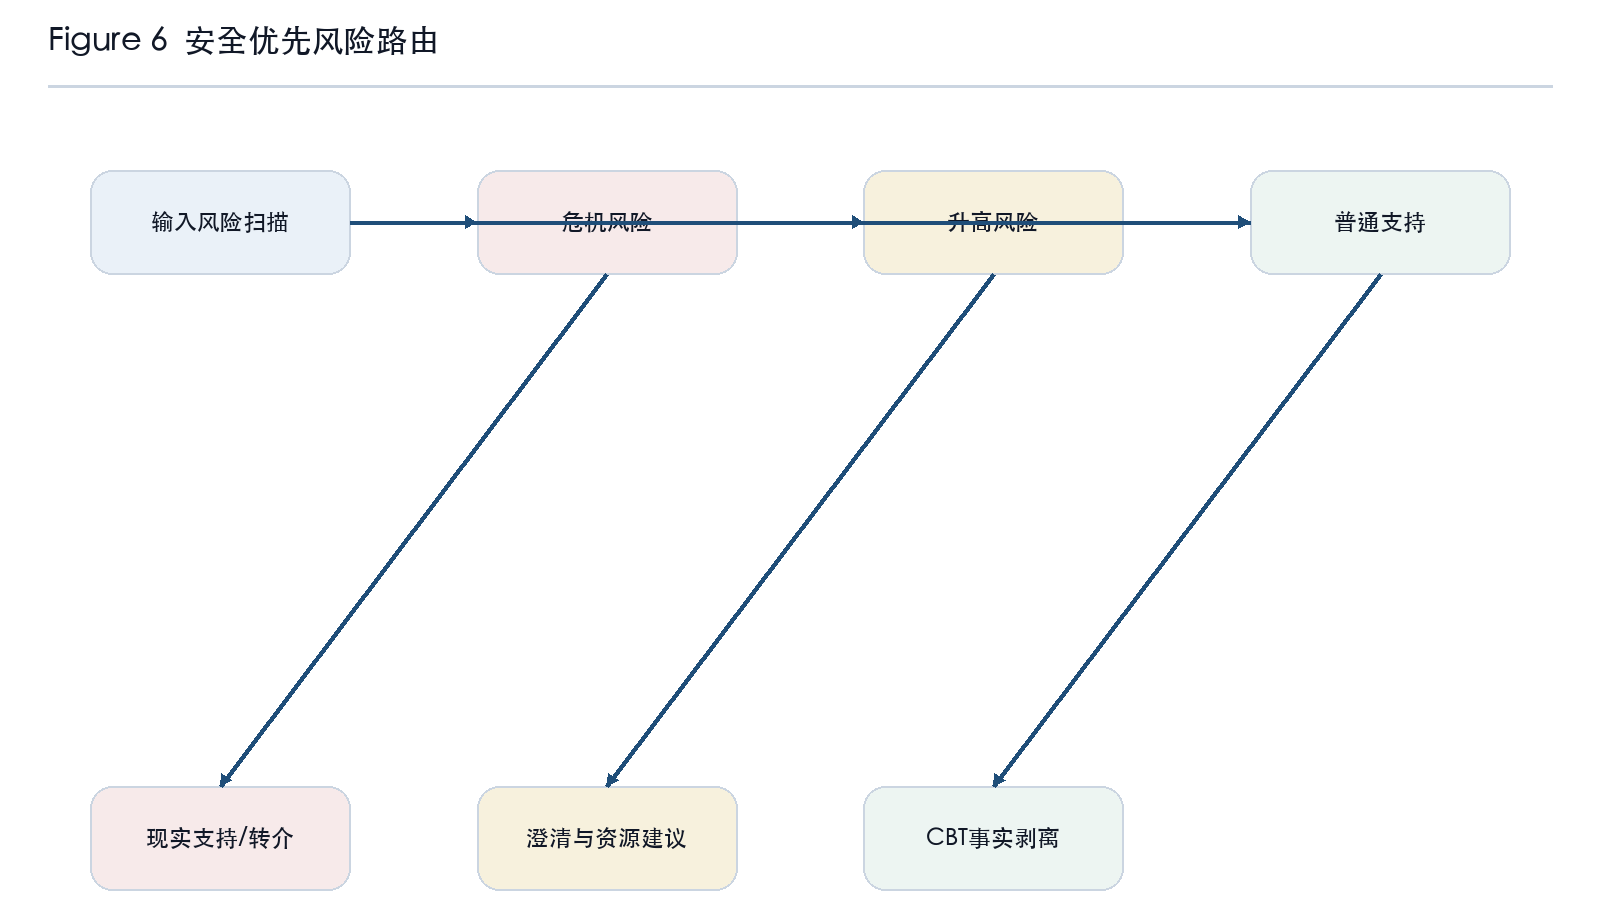 Figure 6 安全优先风险路由
输入风险扫描
危机风险
升高风险
普通支持
现实支持/转介
澄清与资源建议
CBT事实剥离